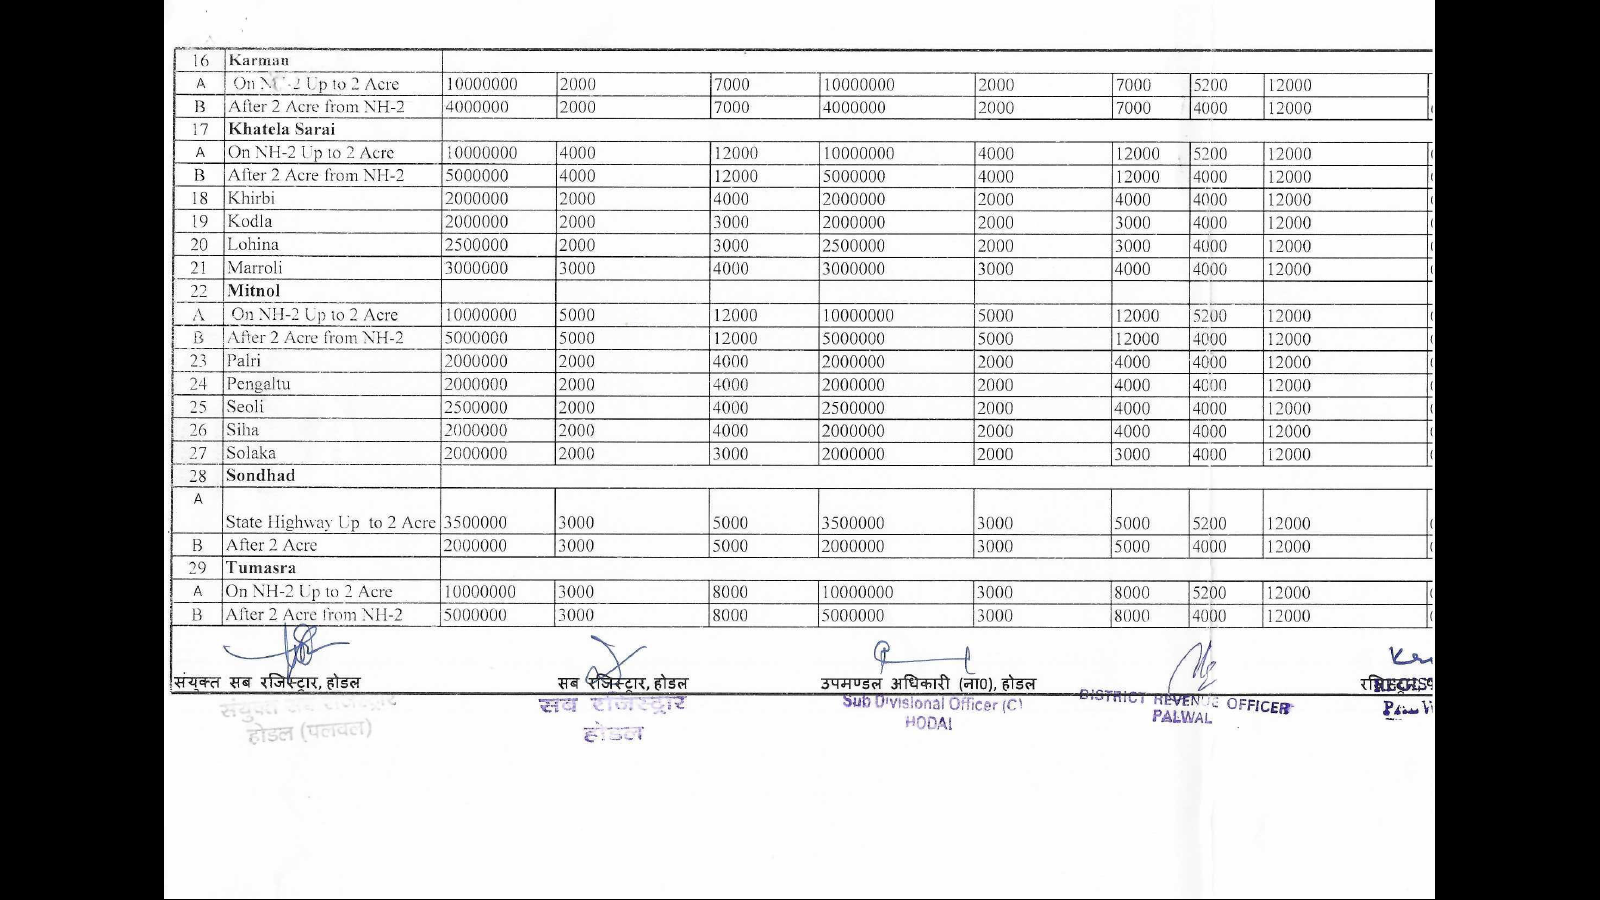 16 Karman
A On NH-2 Up to 2 Acre 10000000 2000 7000 10000000 2000 7000 5200 12000
B After 2 Acre from NH-2 4000000 2000 7000 4000000 2000 7000 4000 12000
17 Khatela Sarai
A On NH-2 Up to 2 Acre 10000000 4000 12000 10000000 4000 12000 5200 12000
B After 2 Acre from NH-2 5000000 4000 12000 5000000 4000 12000 4000 12000
18 Khirbi 2000000 2000 4000 2000000 2000 4000 4000 12000
19 Kodla 2000000 2000 3000 2000000 2000 3000 4000 12000
20 Lohina 2500000 2000 3000 2500000 2000 3000 4000 12000
21 Marroli 3000000 3000 4000 3000000 3000 4000 4000 12000
22 Mitnol
A On NH-2 Up to 2 Acre 10000000 5000 12000 10000000 5000 12000 5200 12000
B After 2 Acre from NH-2 5000000 5000 12000 5000000 5000 12000 4000 12000
23 Palri 2000000 2000 4000 2000000 2000 4000 4000 12000
24 Pengaltu 2000000 2000 4000 2000000 2000 4000 4000 12000
25 Seoli 2500000 2000 4000 2500000 2000 4000 4000 12000
26 Siha 2000000 2000 4000 2000000 2000 4000 4000 12000
27 Solaka 2000000 2000 3000 2000000 2000 3000 4000 12000
28 Sondhad
A State Highway Up to 2 Acre 3500000 3000 5000 3500000 3000 5000 5200 12000
B After 2 Acre 2000000 3000 5000 2000000 3000 5000 4000 12000
29 Tumasra
A On NH-2 Up to 2 Acre 10000000 3000 8000 10000000 3000 8000 5200 12000
B After 2 Acre from NH-2 5000000 3000 8000 5000000 3000 8000 4000 12000
संयुक्त सब रजिस्ट्रार, होडल सब रजिस्ट्रार, होडल उपमण्डल अधिकारी (ना0), होडल
संयुक्त सब रजिस्ट्रार सब रजिस्ट्रार Sub Divisional Officer (C) DISTRICT REVENUE OFFICER
होडल (पलवल) होडल HODAL PALWAL